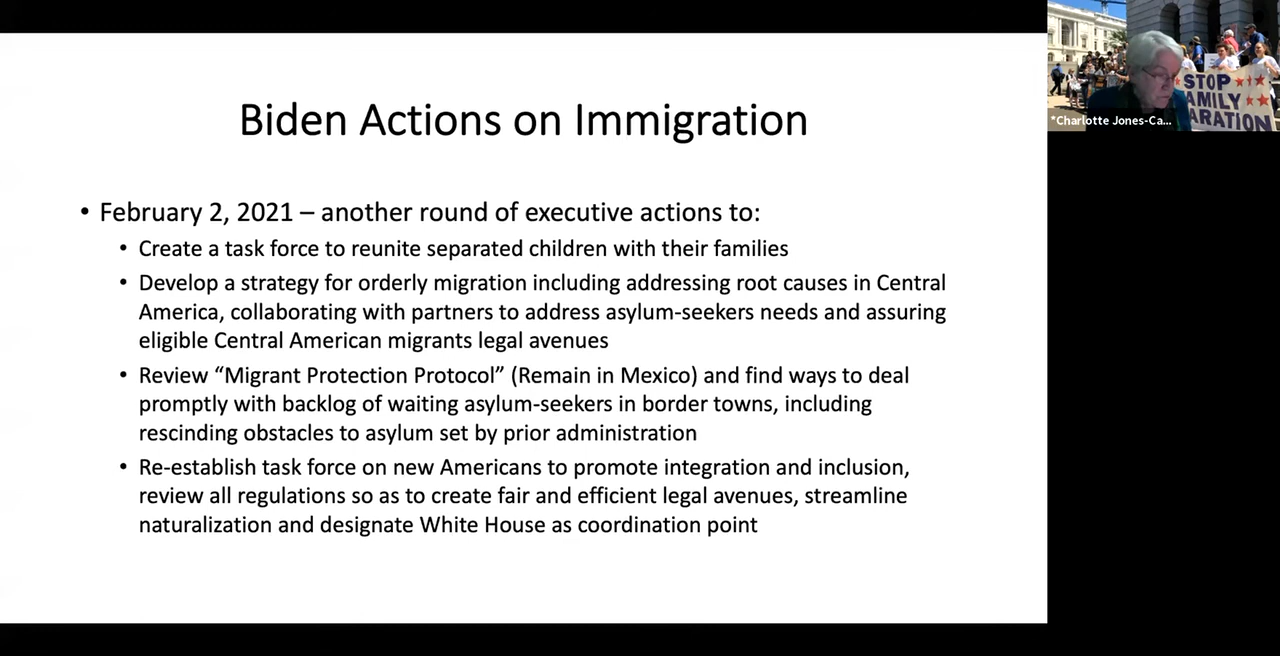 Biden Actions on Immigration
• February 2, 2021 – another round of executive actions to:
• Create a task force to reunite separated children with their families
• Develop a strategy for orderly migration including addressing root causes in Central
America, collaborating with partners to address asylum-seekers needs and assuring
eligible Central American migrants legal avenues
• Review “Migrant Protection Protocol” (Remain in Mexico) and find ways to deal
promptly with backlog of waiting asylum-seekers in border towns, including
rescinding obstacles to asylum set by prior administration
• Re-establish task force on new Americans to promote integration and inclusion,
review all regulations so as to create fair and efficient legal avenues, streamline
naturalization and designate White House as coordination point
STOP
AMILY
ARATION
*Charlotte Jones-Ca...